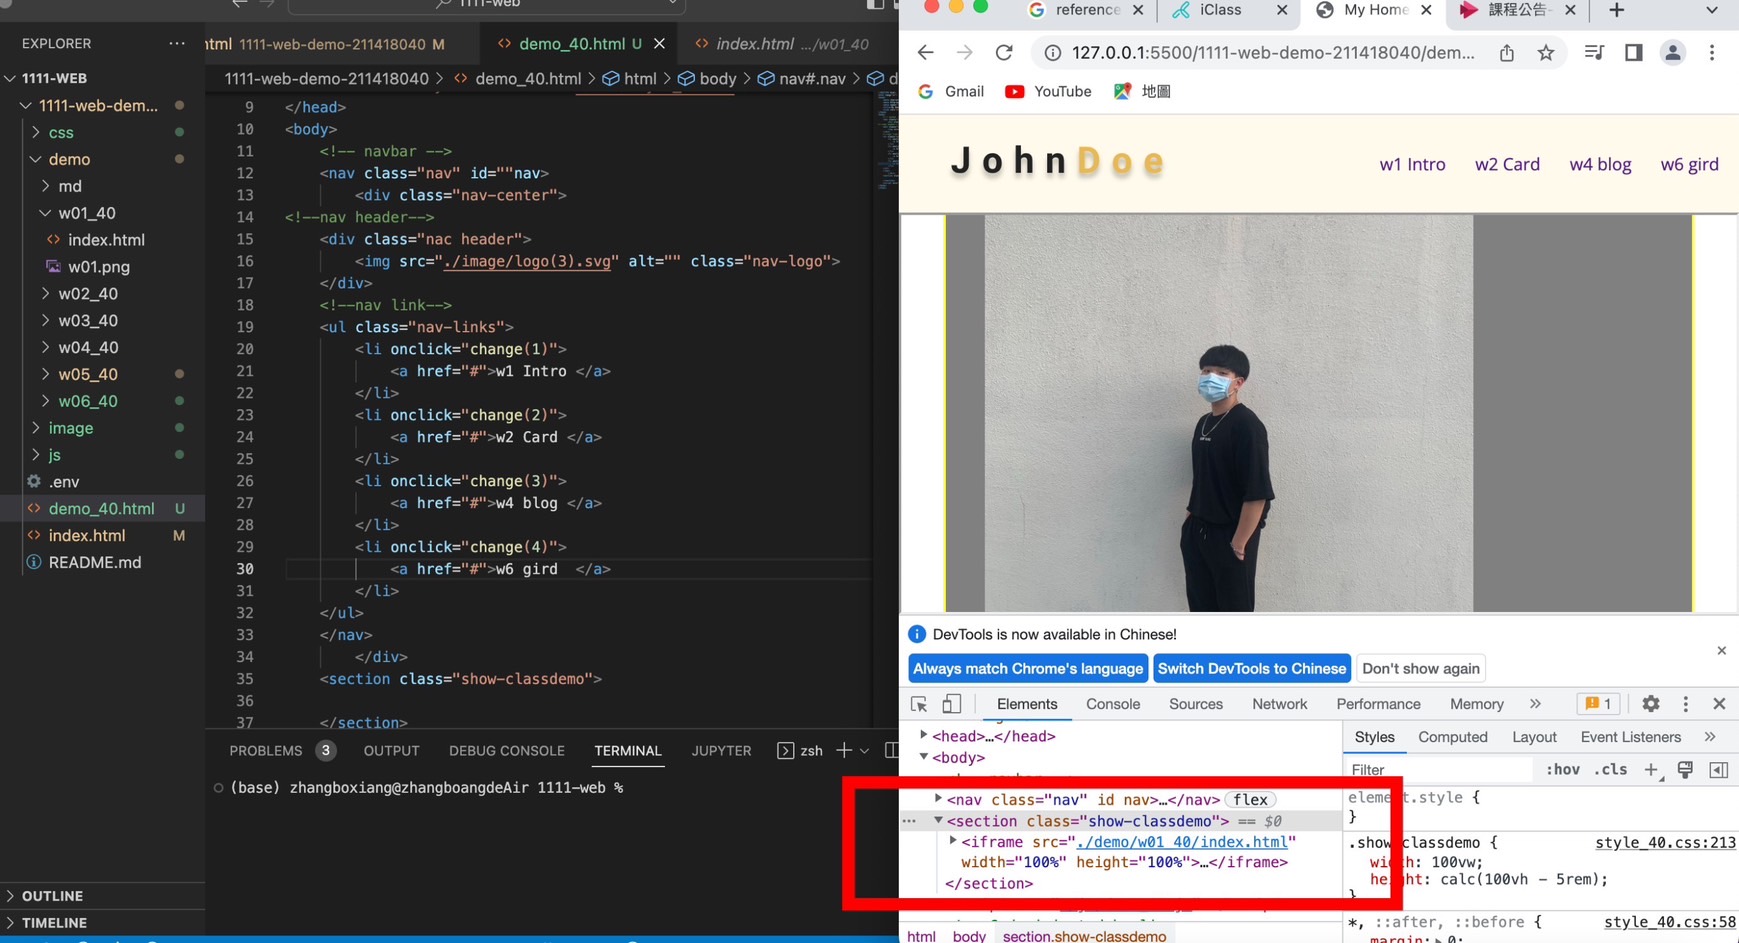 1111-web
EXPLORER
1111-WEB
1111-web-dem...
css
demo
md
w01_40
index.html
w01.png
w02_40
w03_40
w04_40
w05_40
w06_40
image
js
.env
demo_40.html U
index.html M
README.md
OUTLINE
TIMELINE
html 1111-web-demo-211418040 M
demo_40.html U
index.html .../w01_40
1111-web-demo-211418040 > demo_40.html > html > body > nav#.nav > d
9 </head>
10 <body>
11 <!-- navbar -->
12 <nav class="nav" id=""nav>
13 <div class="nav-center">
14 <!--nav header-->
15 <div class="nac header">
16 <img src="./image/logo(3).svg" alt="" class="nav-logo">
17 </div>
18 <!--nav link-->
19 <ul class="nav-links">
20 <li onclick="change(1)">
21 <a href="#">w1 Intro </a>
22 </li>
23 <li onclick="change(2)">
24 <a href="#">w2 Card </a>
25 </li>
26 <li onclick="change(3)">
27 <a href="#">w4 blog </a>
28 </li>
29 <li onclick="change(4)">
30 <a href="#">w6 gird </a>
31 </li>
32 </ul>
33 </nav>
34 </div>
35 <section class="show-classdemo">
36
37 </section>
PROBLEMS 3 OUTPUT DEBUG CONSOLE TERMINAL JUPYTER zsh
(base) zhangboxiang@zhangboangdeAir 1111-web %
reference
iClass
My Home
課程公告-
127.0.0.1:5500/1111-web-demo-211418040/dem...
Gmail YouTube 地圖
JohnDoe
w1 Intro w2 Card w4 blog w6 gird
DevTools is now available in Chinese!
Always match Chrome's language Switch DevTools to Chinese Don't show again
Elements Console Sources Network Performance Memory 1
<head>…</head>
<body>
<nav class="nav" id nav>…</nav> flex
<section class="show-classdemo"> == $0
<iframe src="./demo/w01_40/index.html"
width="100%" height="100%">…</iframe>
</section>
html body section.show-classdemo
Styles Computed Layout Event Listeners
Filter :hov .cls
element.style {
}
.show-classdemo { style_40.css:213
width: 100vw;
height: calc(100vh - 5rem);
}
*, ::after, ::before { style_40.css:58
margin: 0;